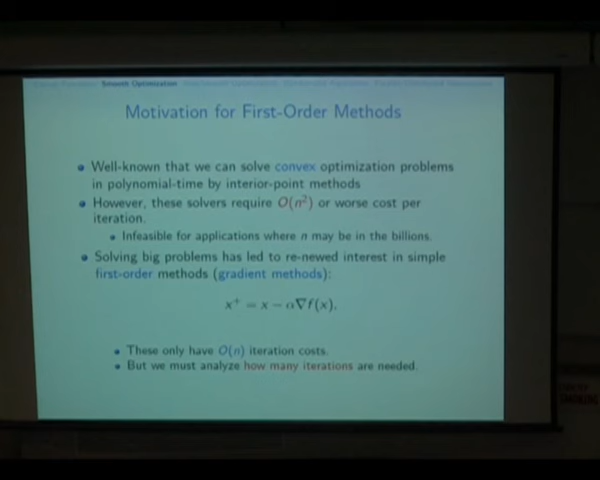 Smooth Optimization
Motivation for First-Order Methods
Well-known that we can solve convex optimization problems
in polynomial-time by interior-point methods
However, these solvers require O(n²) or worse cost per
iteration.
Infeasible for applications where n may be in the billions.
Solving big problems has led to re-newed interest in simple
first-order methods (gradient methods):
x⁺ = x − α∇f(x),
These only have O(n) iteration costs.
But we must analyze how many iterations are needed.